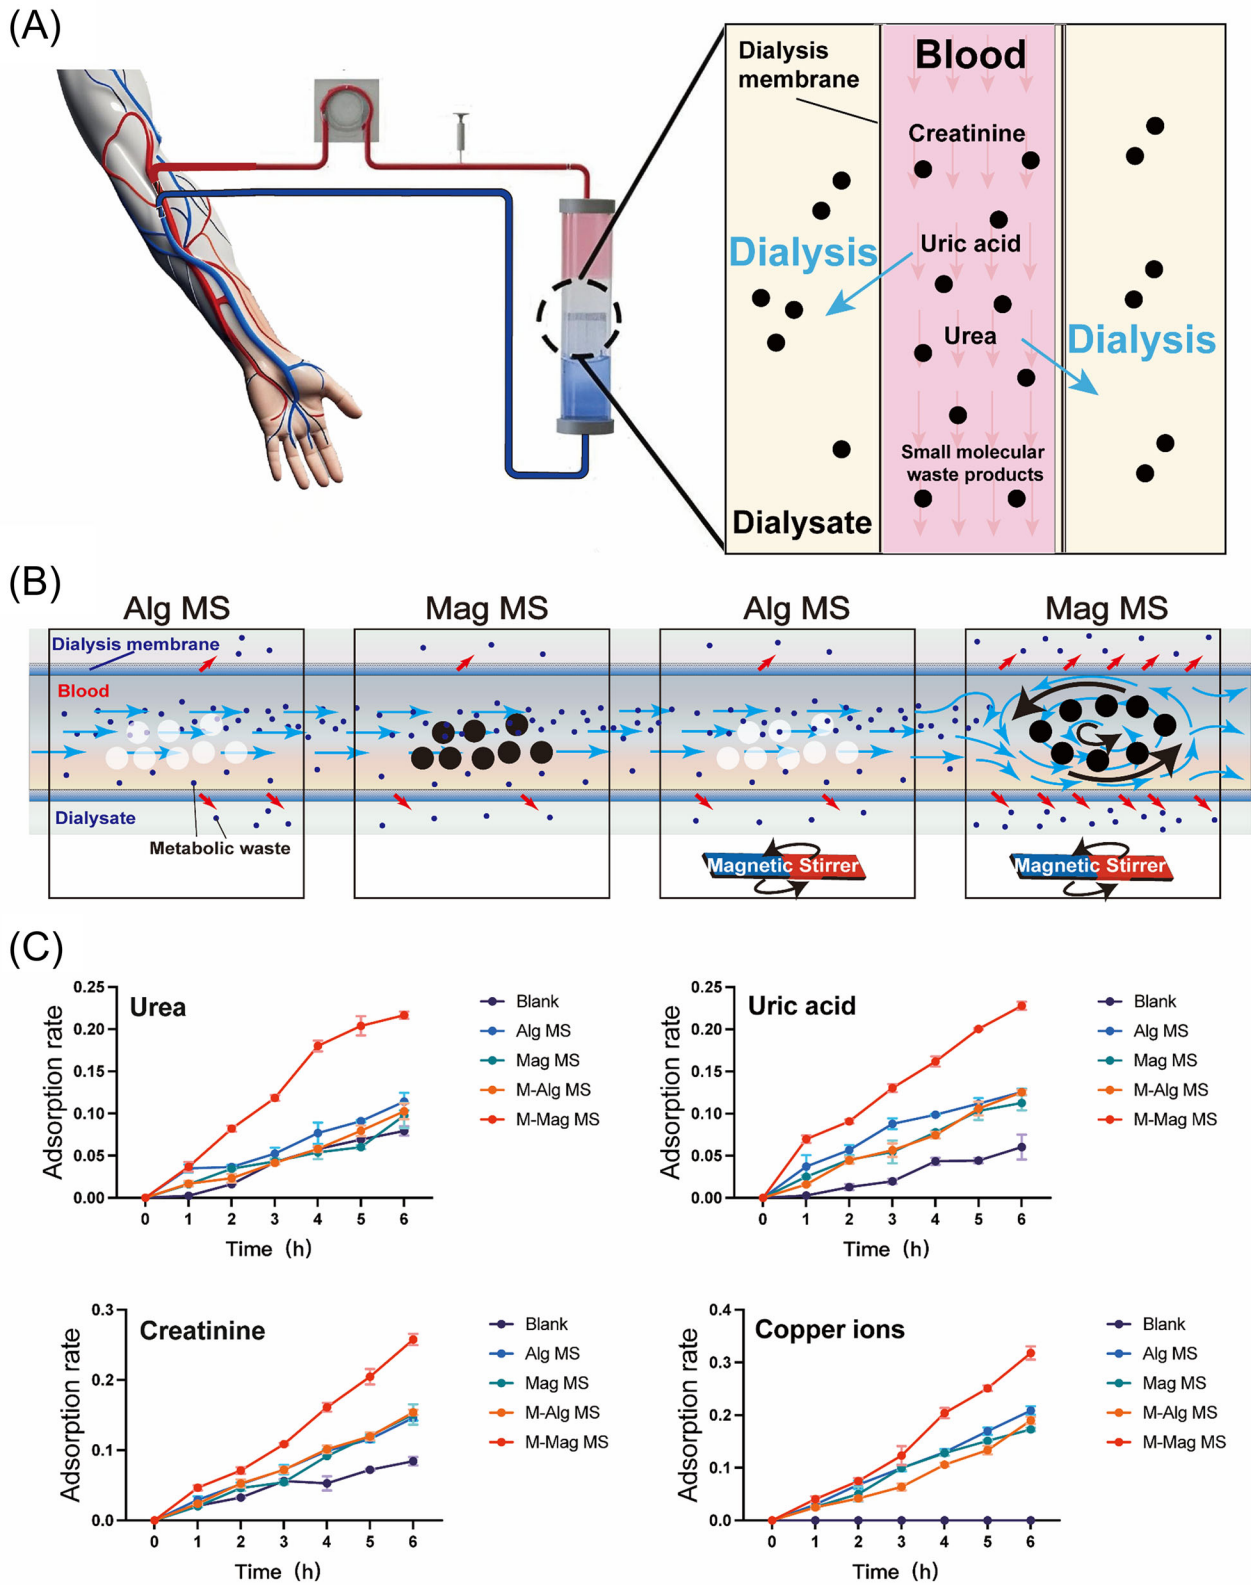 (A)
Dialysis
membrane
Blood
Creatinine
Uric acid
Dialysis
Urea
Dialysis
Small molecular
waste products
Dialysate
(B)
Alg MS
Mag MS
Alg MS
Mag MS
Dialysis membrane
Blood
Dialysate
Metabolic waste
Magnetic Stirrer
Magnetic Stirrer
(C)
Urea
Adsorption rate
0.25
0.20
0.15
0.10
0.05
0.00
0 1 2 3 4 5 6
Time (h)
Blank
Alg MS
Mag MS
M-Alg MS
M-Mag MS
Uric acid
Adsorption rate
0.25
0.20
0.15
0.10
0.05
0.00
0 1 2 3 4 5 6
Time (h)
Blank
Alg MS
Mag MS
M-Alg MS
M-Mag MS
Creatinine
Adsorption rate
0.3
0.2
0.1
0.0
0 1 2 3 4 5 6
Time (h)
Blank
Alg MS
Mag MS
M-Alg MS
M-Mag MS
Copper ions
Adsorption rate
0.4
0.3
0.2
0.1
0.0
0 1 2 3 4 5 6
Time (h)
Blank
Alg MS
Mag MS
M-Alg MS
M-Mag MS